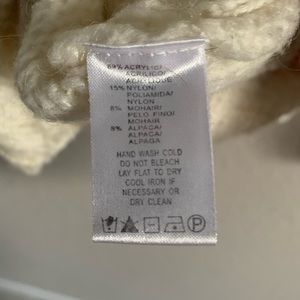 69% ACRYLIC/
ACRILICO/
ACRYLIQUE
15% NYLON/
POLIAMIDA/
NYLON
8% MOHAIR/
PELO FINO/
MOHAIR
8% ALPACA/
ALPACA/
ALPAGA
HAND WASH COLD
DO NOT BLEACH
LAY FLAT TO DRY
COOL IRON IF
NECESSARY OR
DRY CLEAN
P